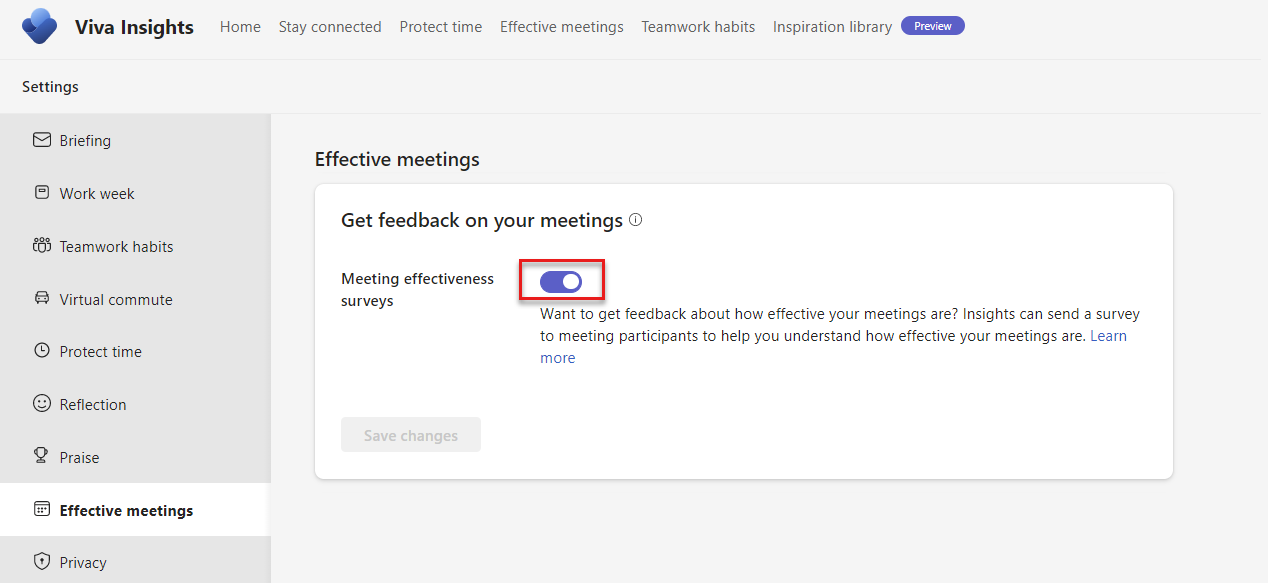 Viva Insights Home Stay connected Protect time Effective meetings Teamwork habits Inspiration library Preview
Settings
Briefing
Work week
Teamwork habits
Virtual commute
Protect time
Reflection
Praise
Effective meetings
Privacy
Effective meetings
Get feedback on your meetings
Meeting effectiveness
surveys
Want to get feedback about how effective your meetings are? Insights can send a survey
to meeting participants to help you understand how effective your meetings are. Learn
more
Save changes